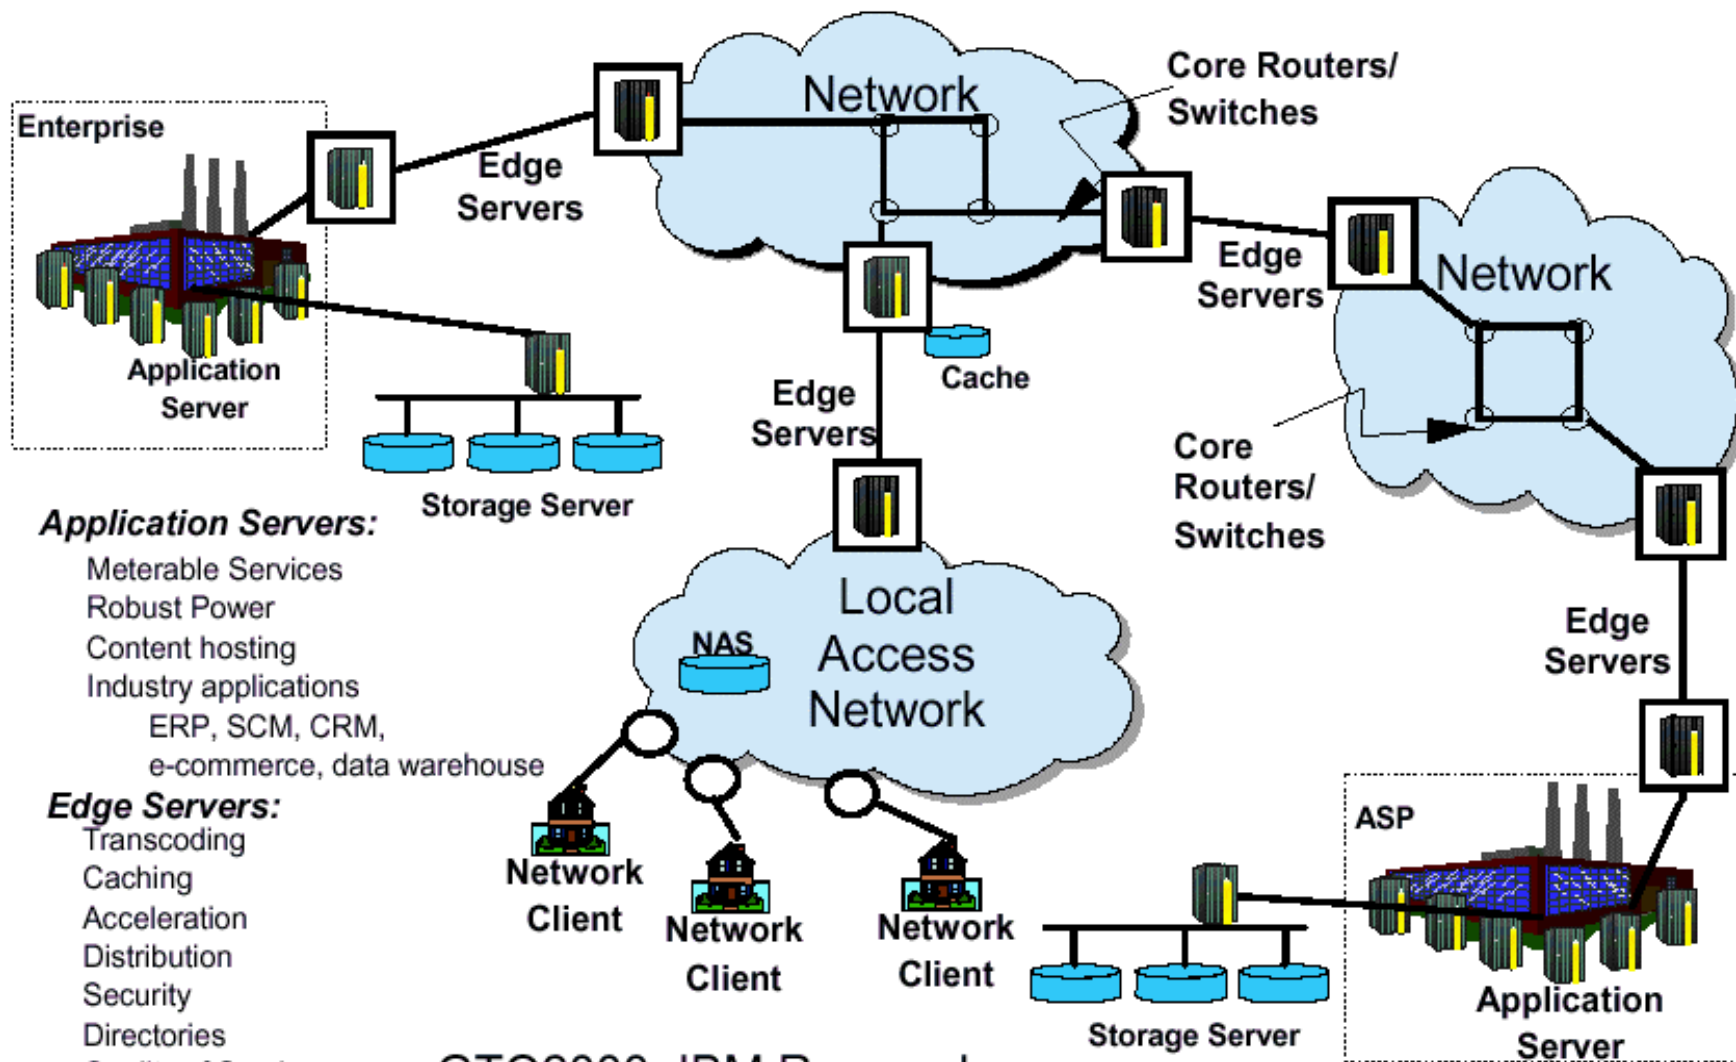 Enterprise
Application
Server
Storage Server
Edge
Servers
Network
Core Routers/
Switches
Edge
Servers
Network
Core
Routers/
Switches
Cache
Edge
Servers
Local
Access
Network
NAS
Network
Client
Network
Client
Network
Client
Edge
Servers
ASP
Application
Server
Storage Server
Application Servers:
Meterable Services
Robust Power
Content hosting
Industry applications
ERP, SCM, CRM,
e-commerce, data warehouse
Edge Servers:
Transcoding
Caching
Acceleration
Distribution
Security
Directories